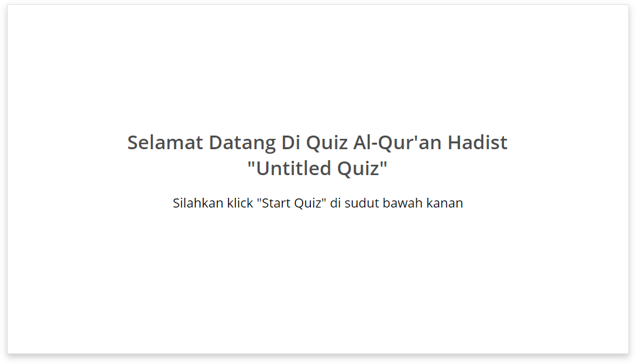 Selamat Datang Di Quiz Al-Qur'an Hadist
"Untitled Quiz"
Silahkan klick "Start Quiz" di sudut bawah kanan